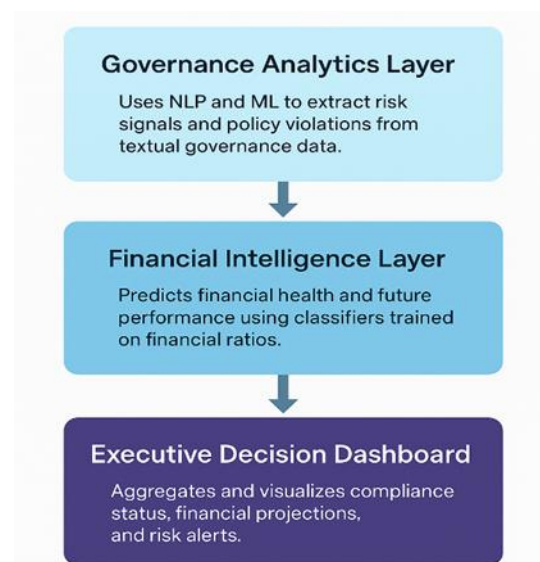 Governance Analytics Layer
Uses NLP and ML to extract risk
signals and policy violations from
textual governance data.
Financial Intelligence Layer
Predicts financial health and future
performance using classifiers trained
on financial ratios.
Executive Decision Dashboard
Aggregates and visualizes compliance
status, financial projections,
and risk alerts.